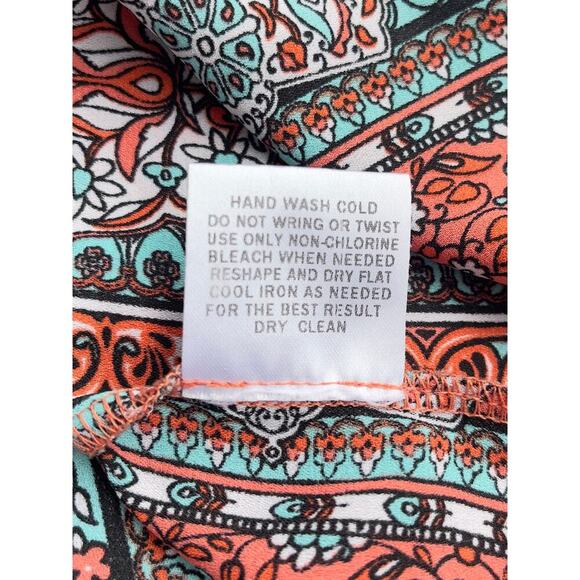 HAND WASH COLD
DO NOT WRING OR TWIST
USE ONLY NON-CHLORINE
BLEACH WHEN NEEDED
RESHAPE AND DRY FLAT
COOL IRON AS NEEDED
FOR THE BEST RESULT
DRY CLEAN